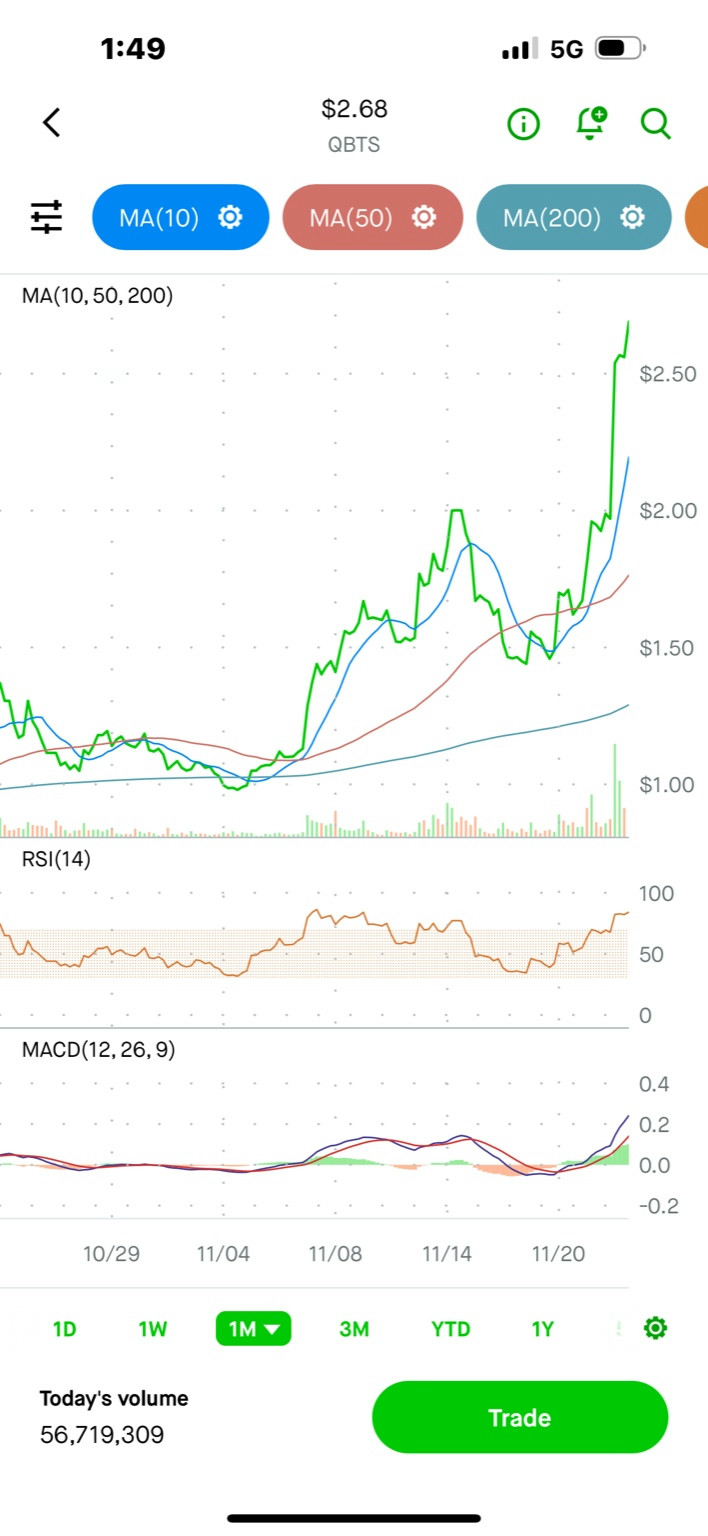 1:49
5G
$2.68
QBTS
MA(10)
MA(50)
MA(200)
MA(10,50,200)
$2.50
$2.00
$1.50
$1.00
RSI(14)
100
50
0
MACD(12,26,9)
0.4
0.2
0.0
-0.2
10/29 11/04 11/08 11/14 11/20
1D 1W 1M 3M YTD 1Y
Today's volume
56,719,309
Trade